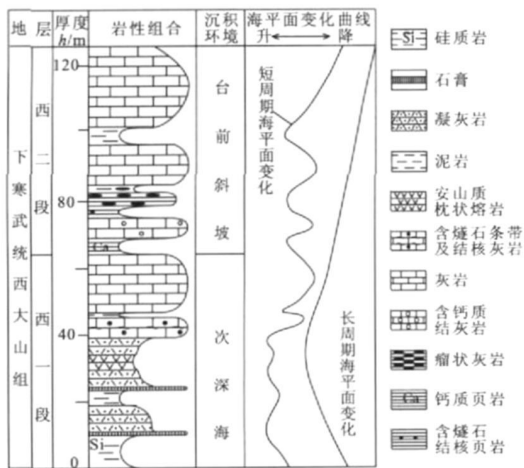 地 层
厚度
h/m
岩性组合
沉积
环境
海平面变化 曲线
升 降
120
80
40
0
下寒武统西大山组
西二段
西一段
Ca
Si
台前斜坡
次深海
短周期海平面变化
长周期海平面变化
Si 硅质岩
石膏
凝灰岩
泥岩
安山质
枕状熔岩
含燧石条带
及结核灰岩
灰岩
含钙质
结灰岩
瘤状灰岩
Ca 钙质页岩
含燧石
结核页岩